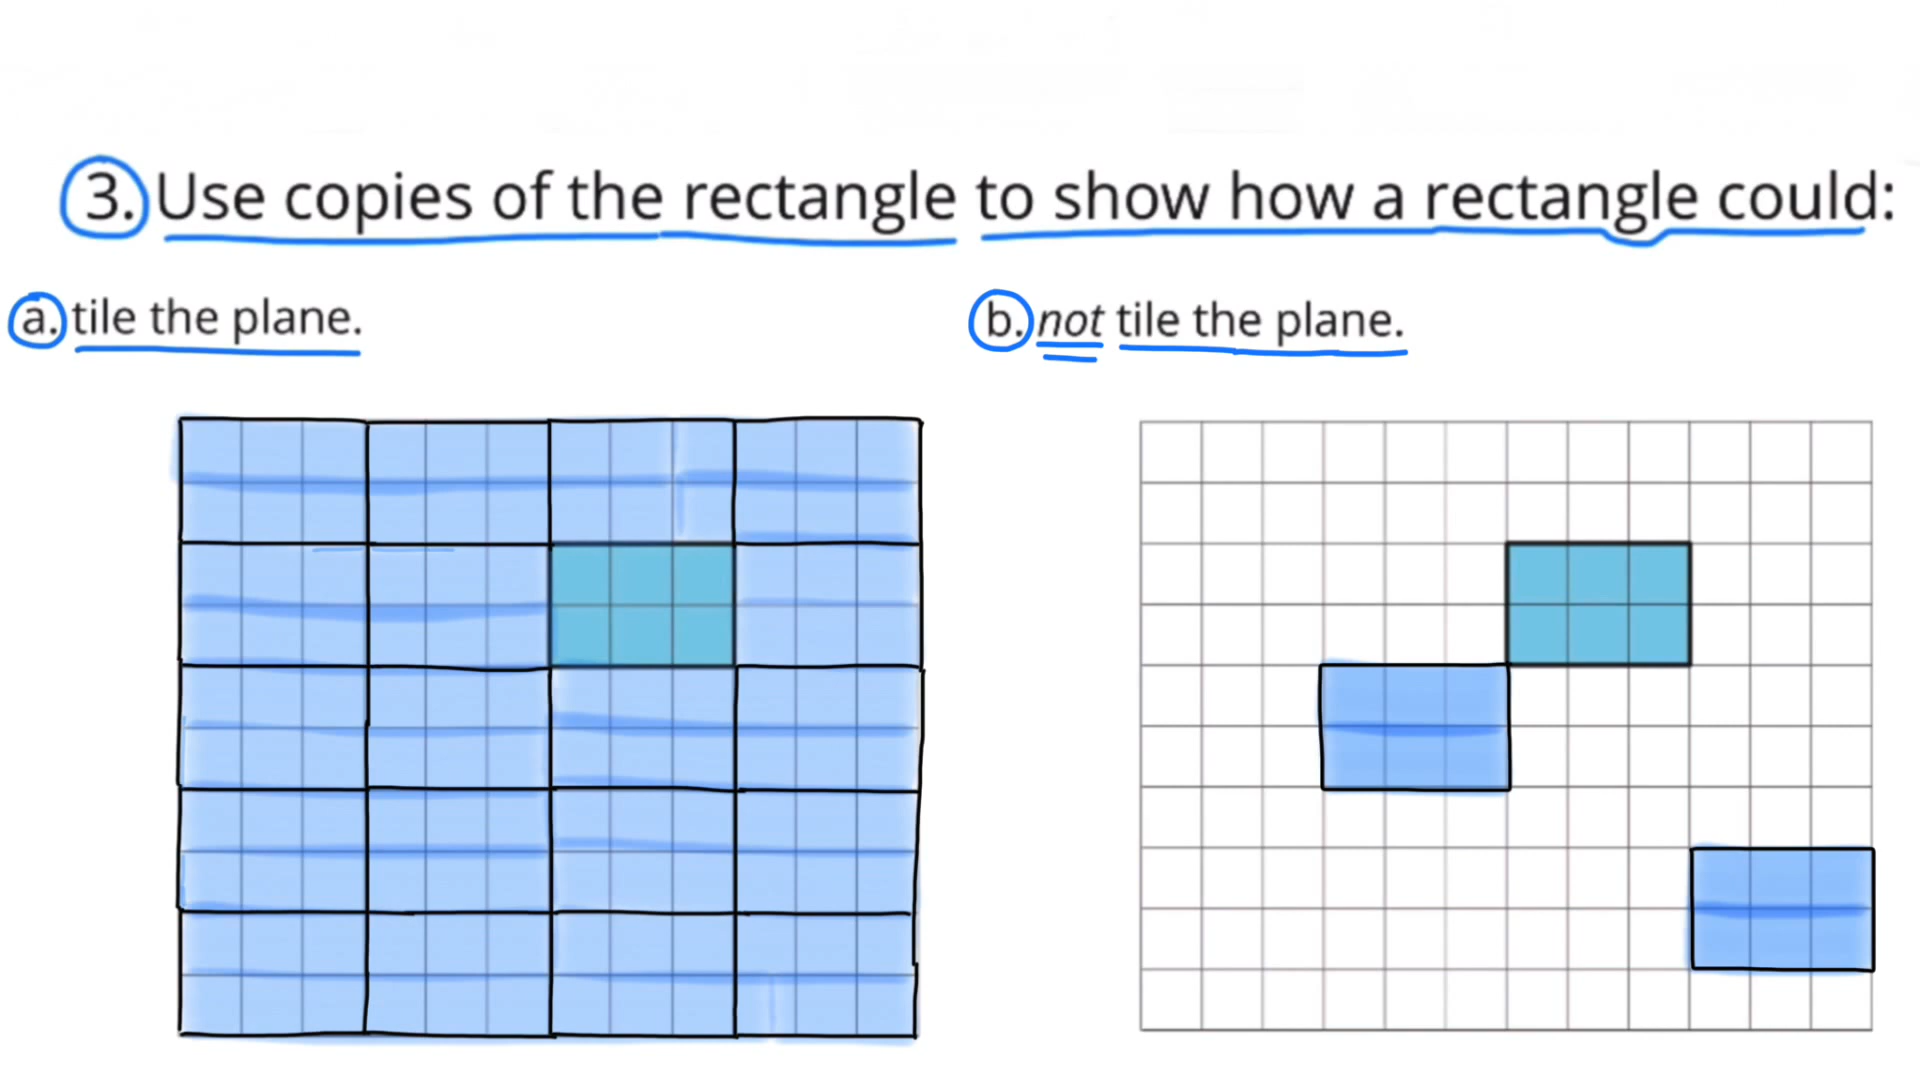 3. Use copies of the rectangle to show how a rectangle could:
a. tile the plane.
b. not tile the plane.